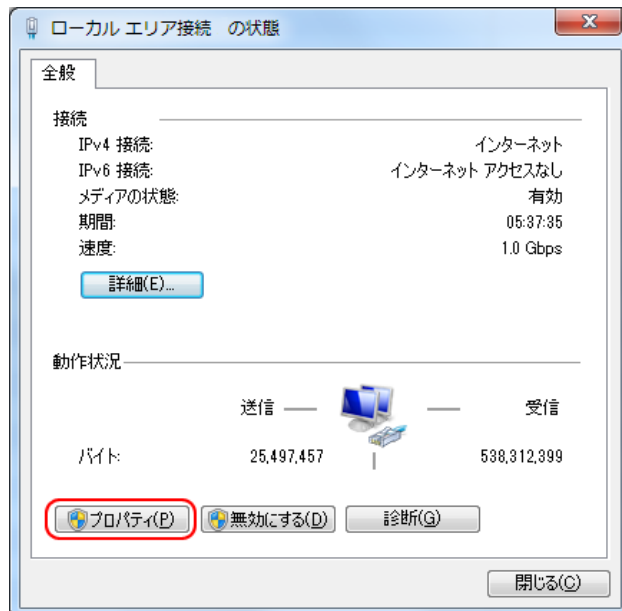 ローカル エリア接続 の状態
全般
接続
IPv4 接続: インターネット
IPv6 接続: インターネット アクセスなし
メディアの状態: 有効
期間: 05:37:35
速度: 1.0 Gbps
詳細(E)...
動作状況
送信 受信
バイト: 25,497,457 538,312,399
プロパティ(P) 無効にする(D) 診断(G)
閉じる(C)